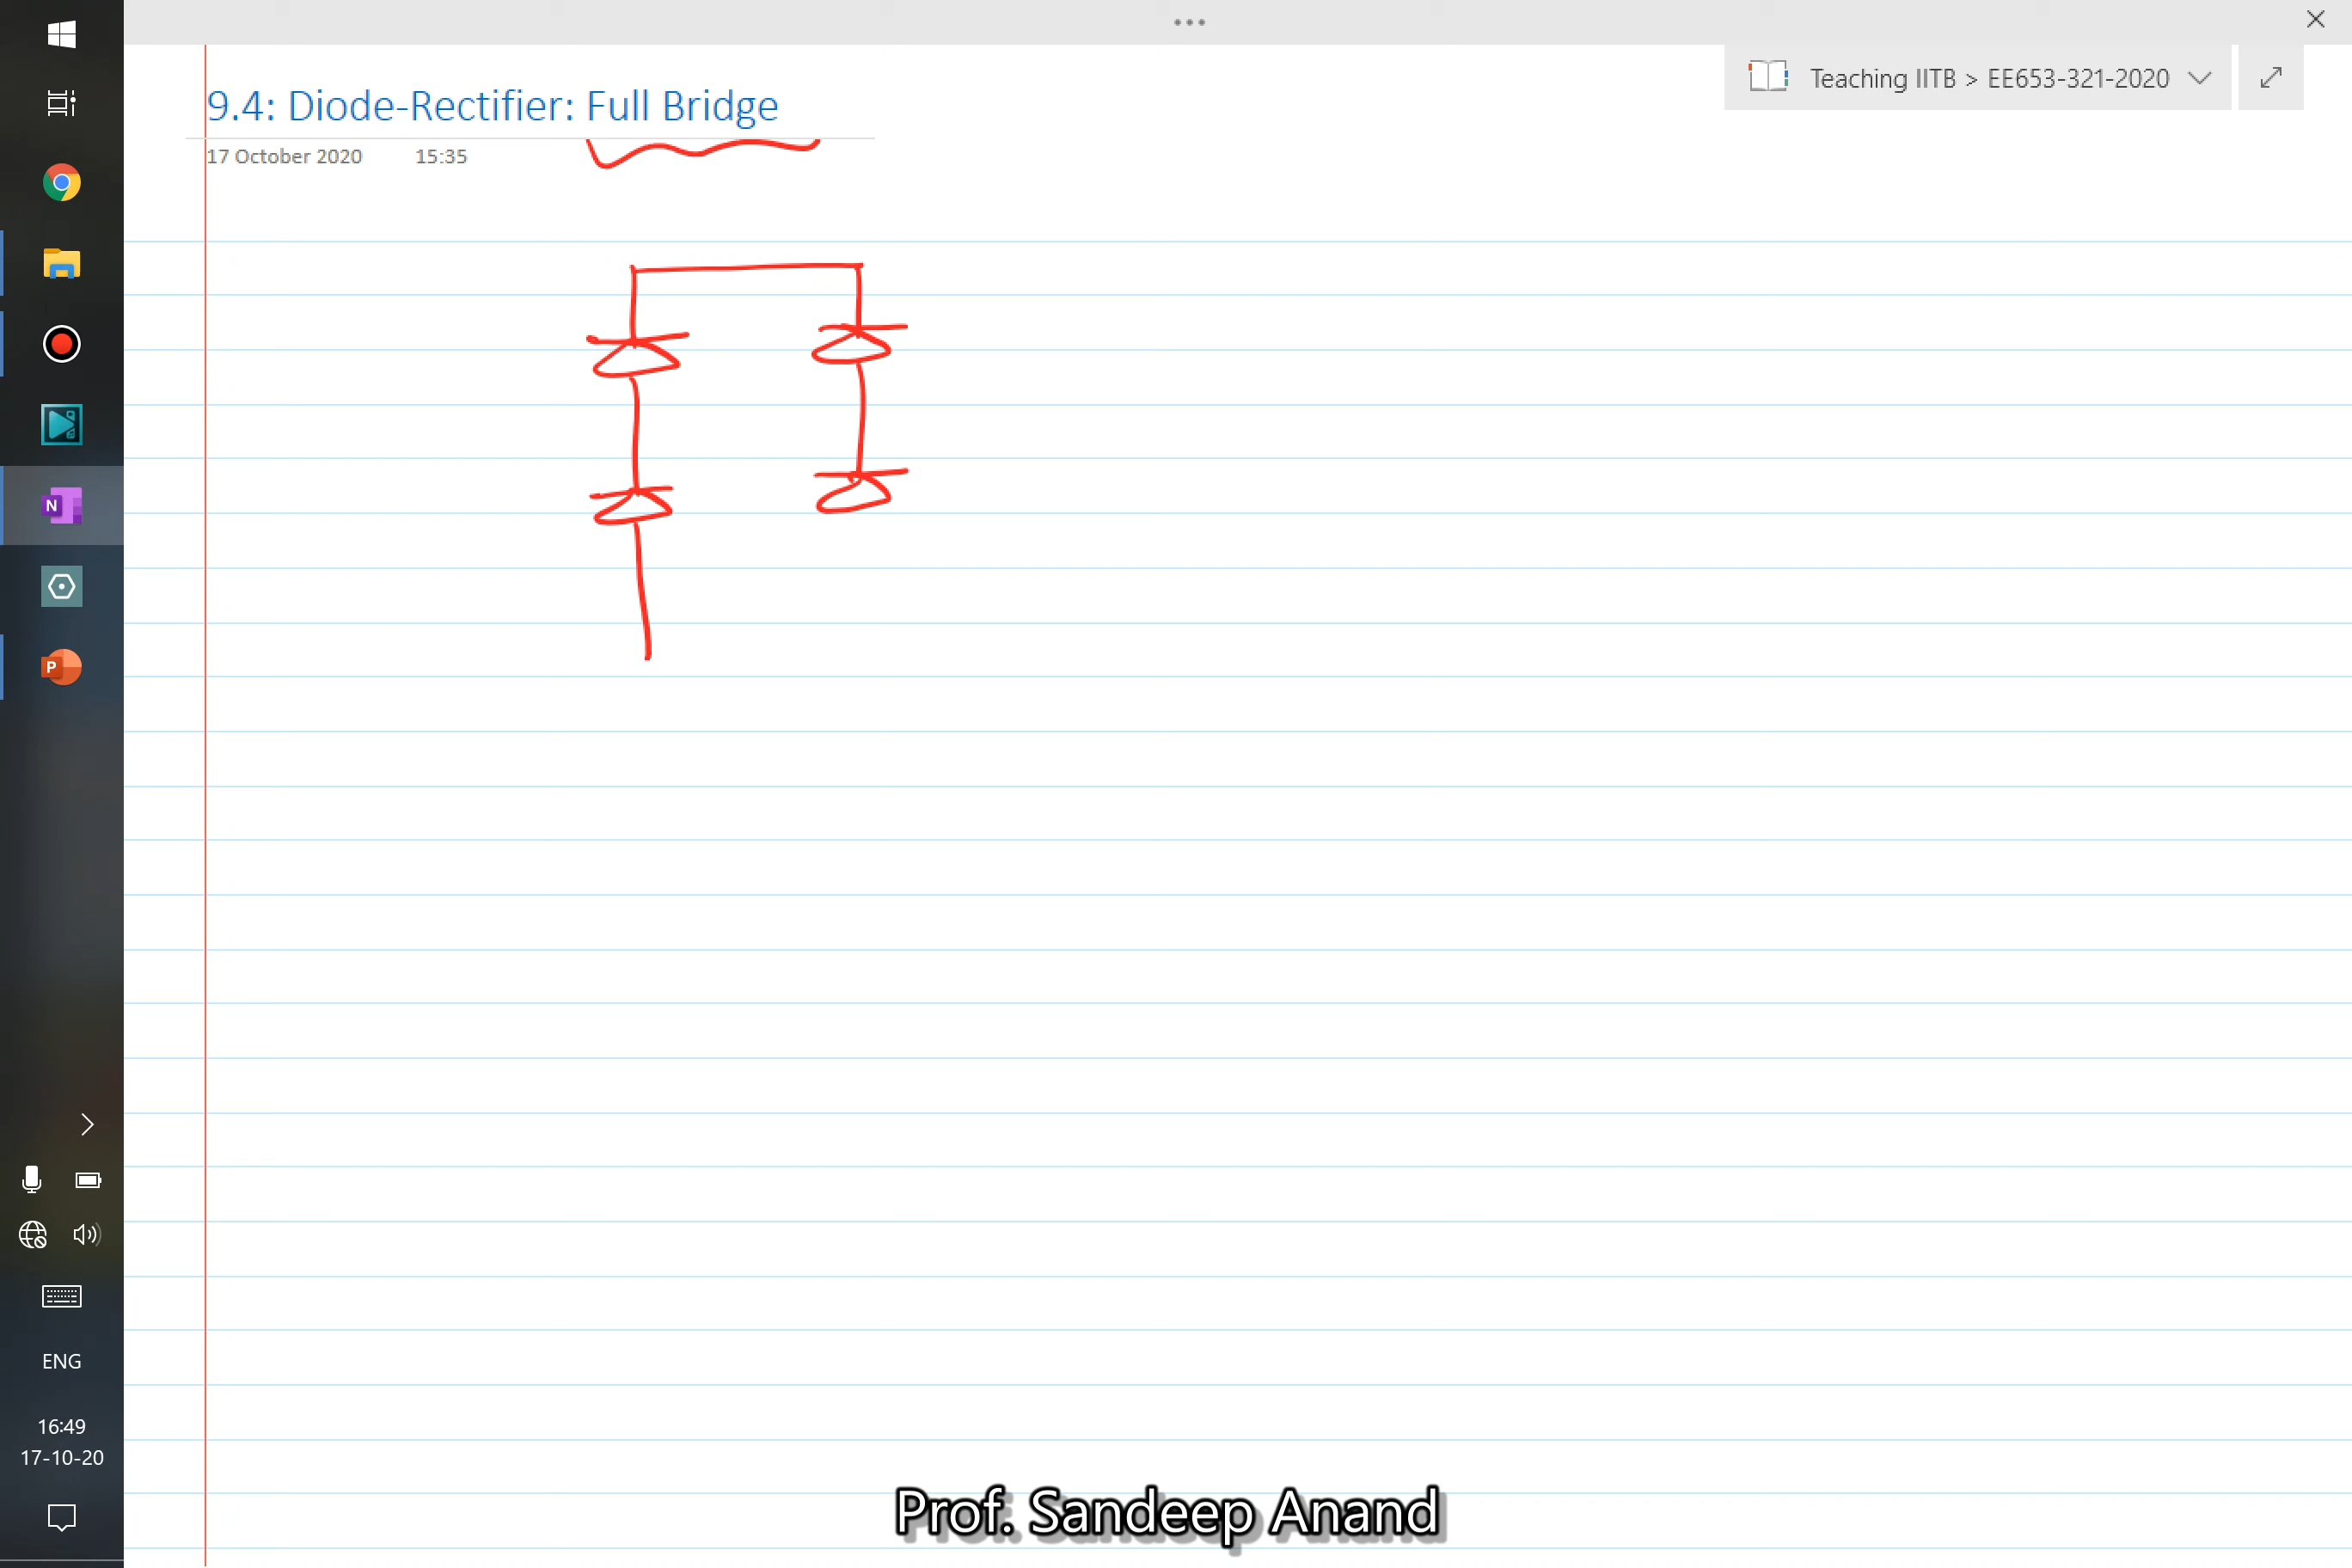 Teaching IITB > EE653-321-2020
9.4: Diode-Rectifier: Full Bridge
17 October 2020 15:35
N
P
ENG
16:49
17-10-20
Prof. Sandeep Anand